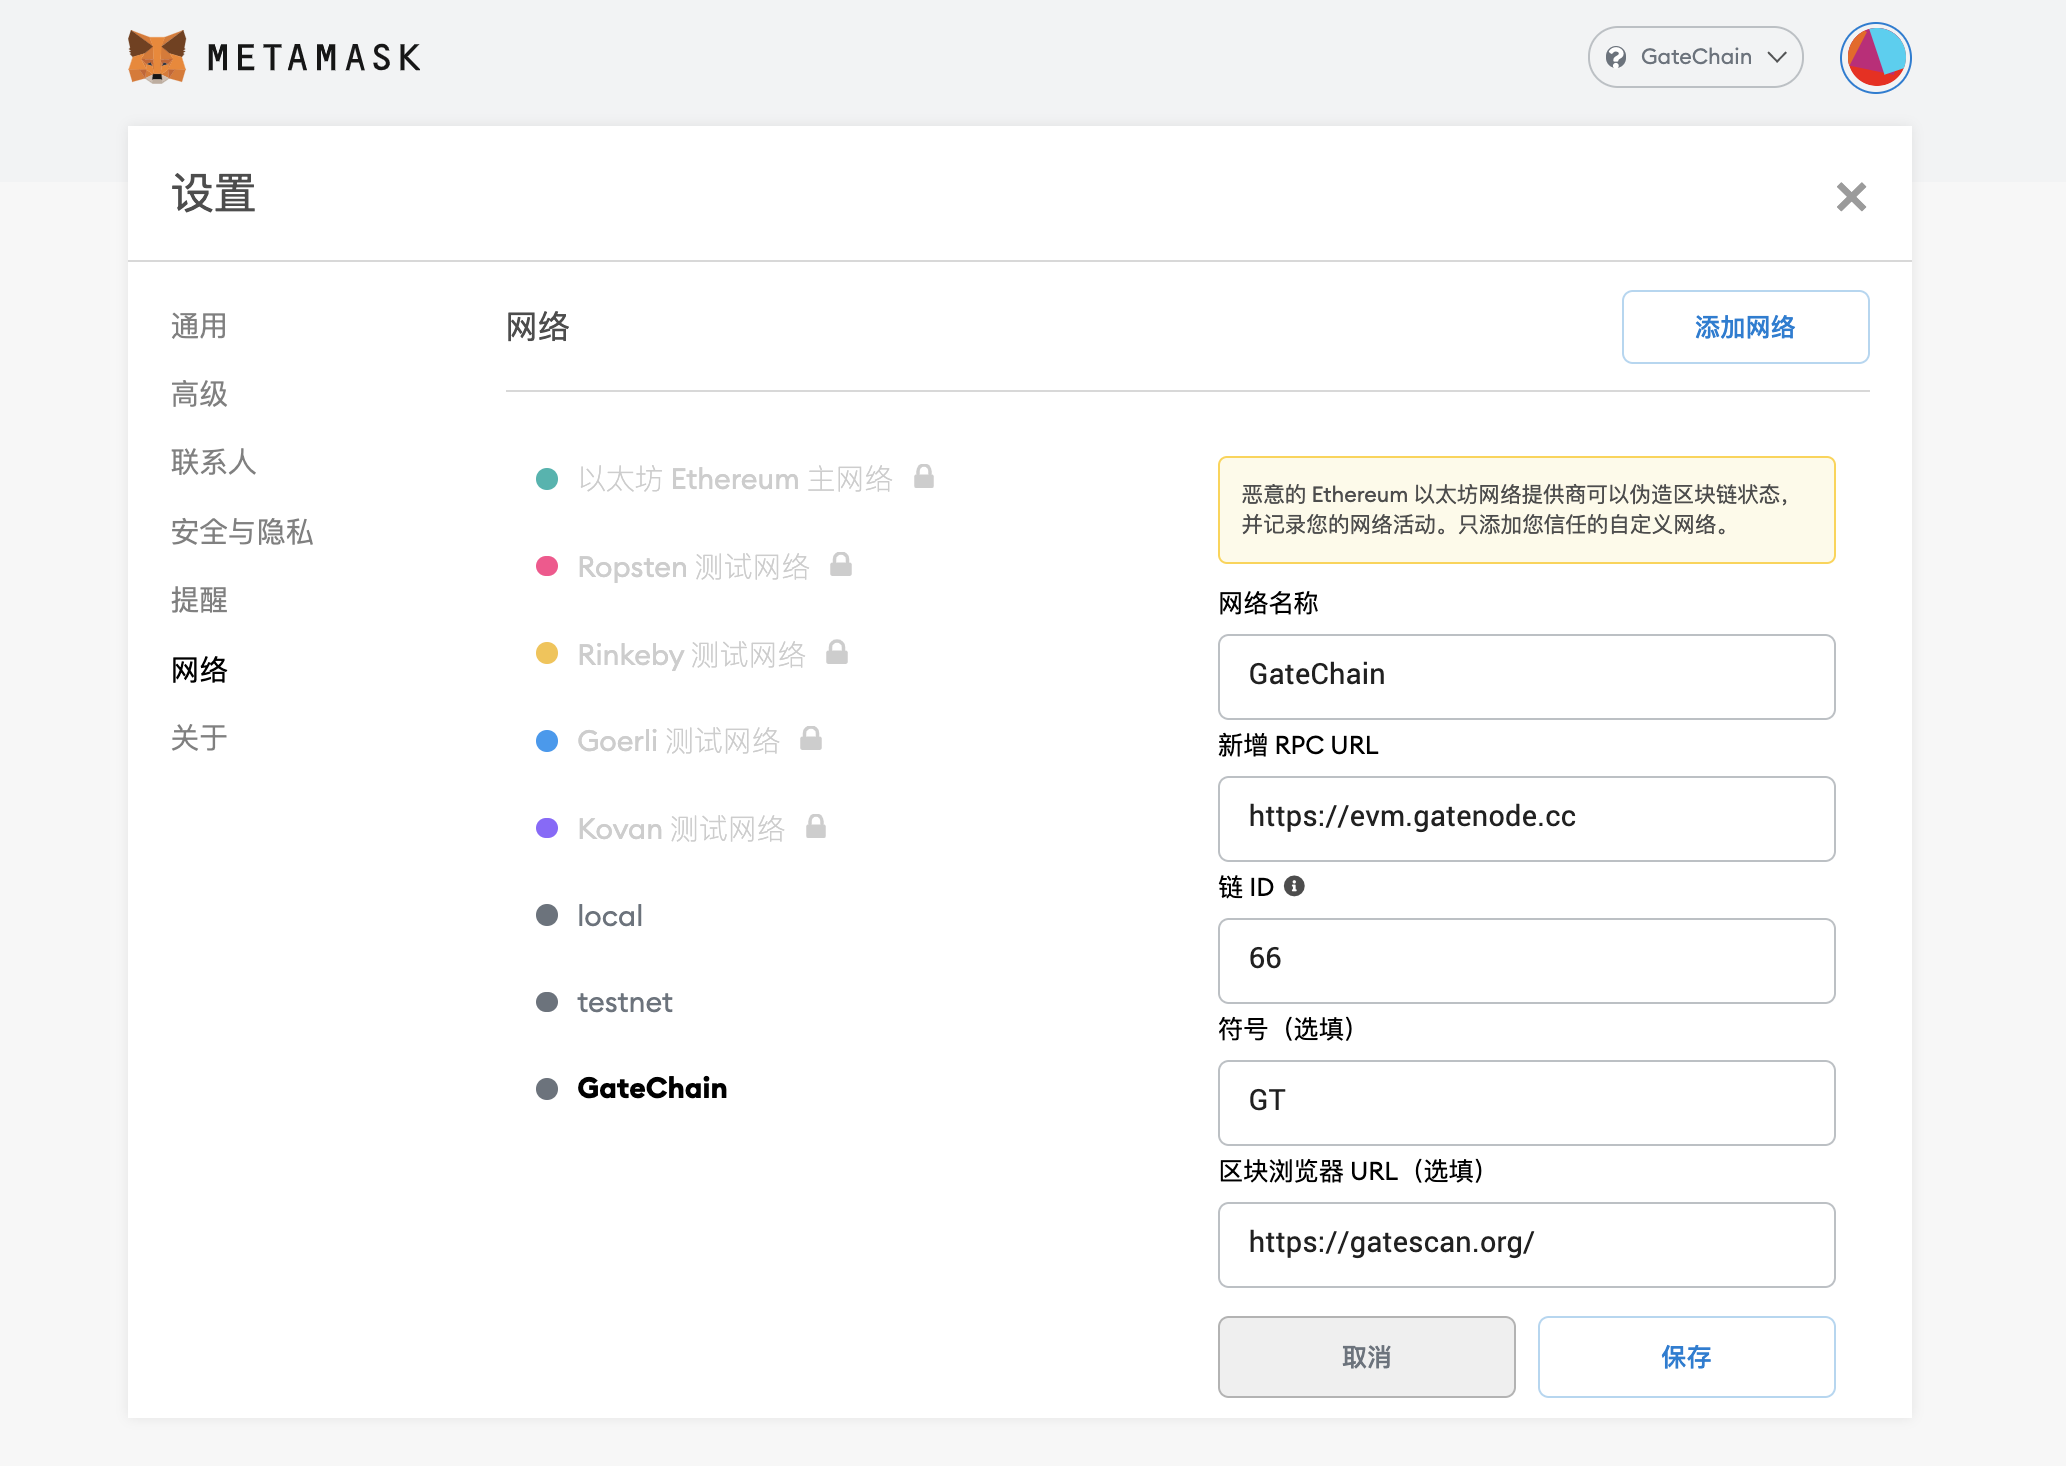 METAMASK
GateChain
设置
通用
高级
联系人
安全与隐私
提醒
网络
关于
网络
添加网络
以太坊 Ethereum 主网络
Ropsten 测试网络
Rinkeby 测试网络
Goerli 测试网络
Kovan 测试网络
local
testnet
GateChain
恶意的 Ethereum 以太坊网络提供商可以伪造区块链状态，
并记录您的网络活动。只添加您信任的自定义网络。
网络名称
GateChain
新增 RPC URL
https://evm.gatenode.cc
链 ID
66
符号（选填）
GT
区块浏览器 URL（选填）
https://gatescan.org/
取消
保存